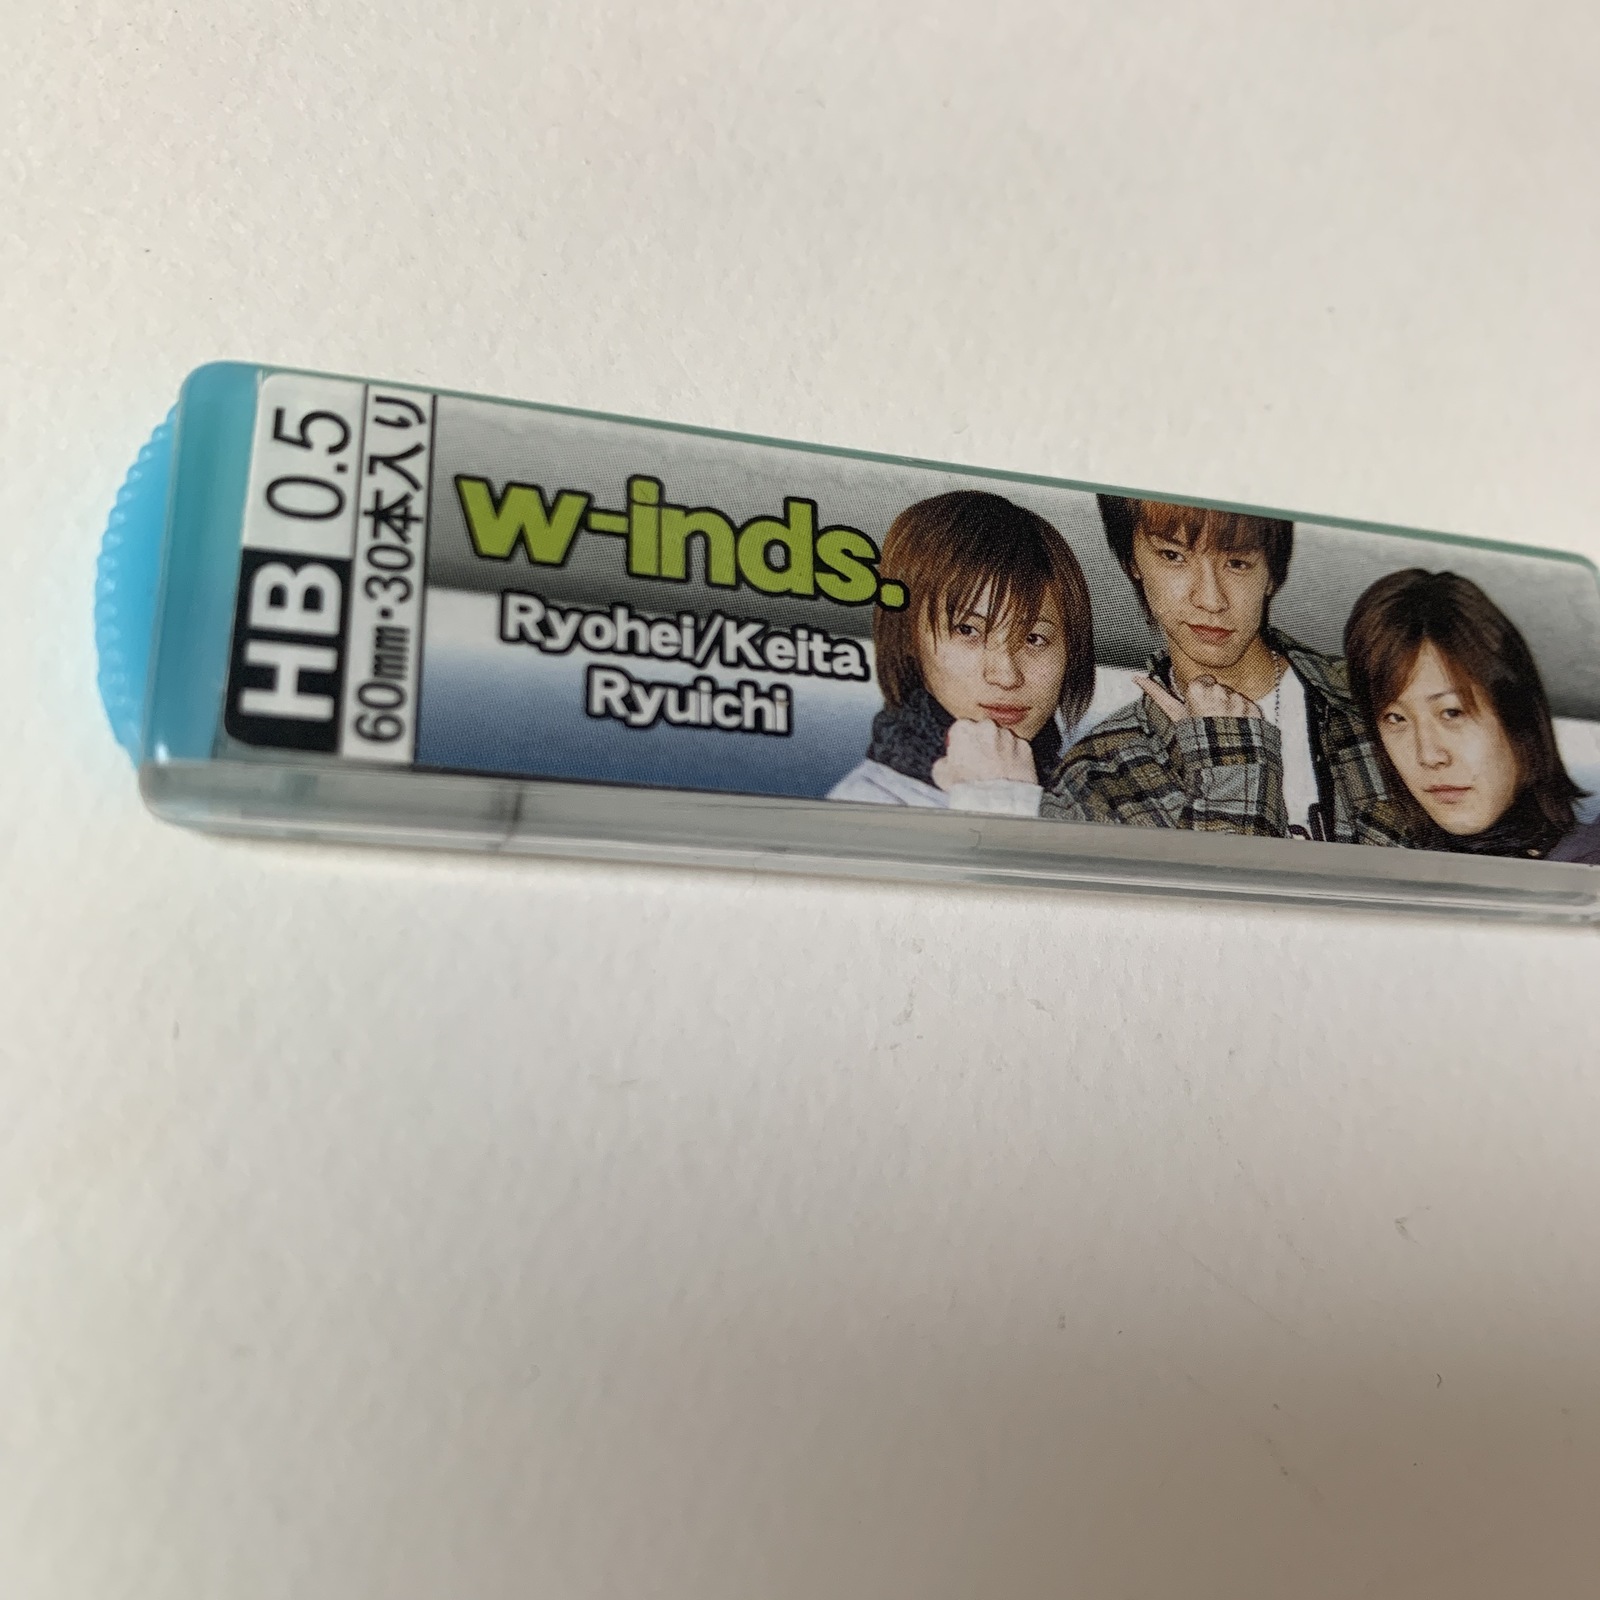 HB 0.5
60mm・30本入り
w-inds.
Ryohei/Keita
Ryuichi